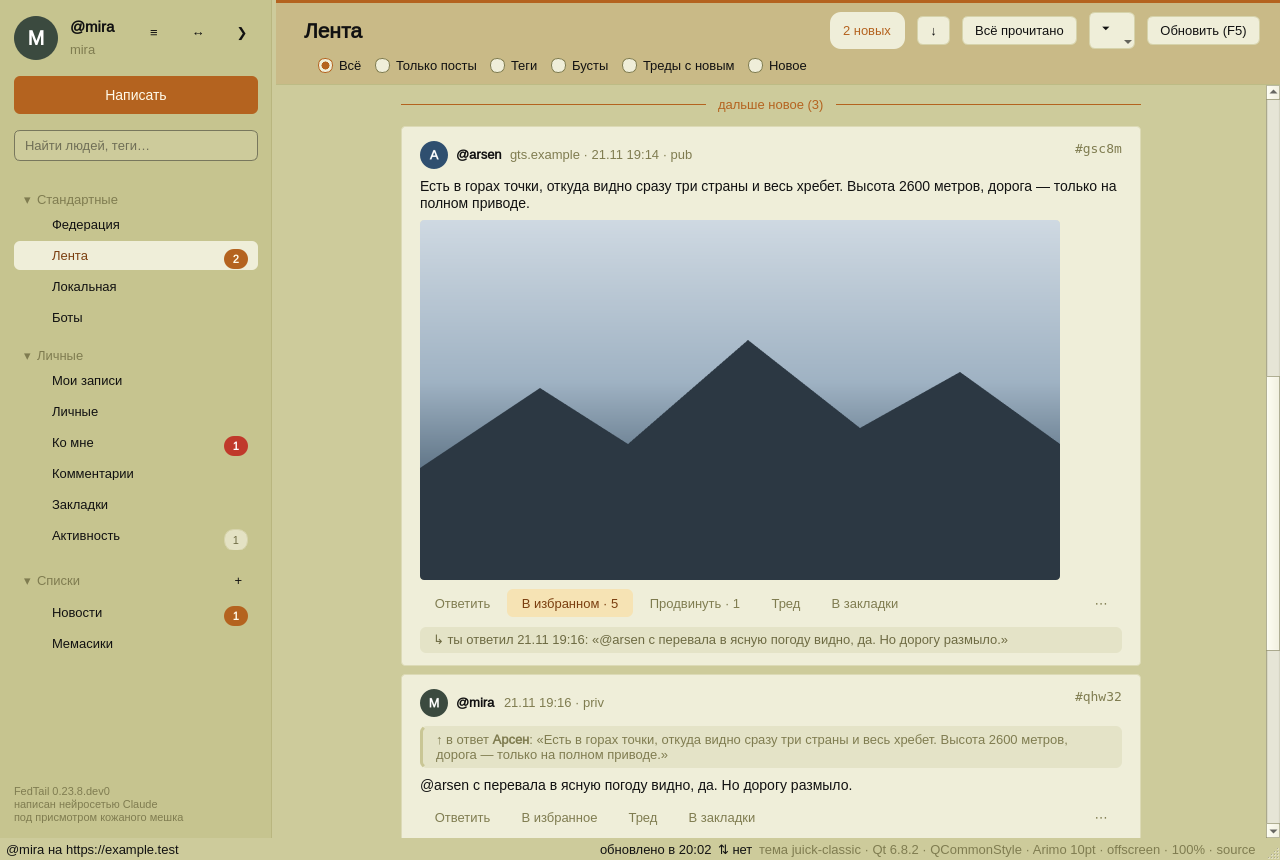 M
@mira
mira
≡
↔
❯
Написать
Найти людей, теги…
▾ Стандартные
Федерация
Лента
2
Локальная
Боты
▾ Личные
Мои записи
Личные
Ко мне
1
Комментарии
Закладки
Активность
1
▾ Списки
+
Новости
1
Мемасики
FedTail 0.23.8.dev0
написан нейросетью Claude
под присмотром кожаного мешка
Лента
2 новых
↓
Всё прочитано
Обновить (F5)
Всё
Только посты
Теги
Бусты
Треды с новым
Новое
дальше новое (3)
A
@arsen gts.example · 21.11 19:14 · pub
#gsc8m
Есть в горах точки, откуда видно сразу три страны и весь хребет. Высота 2600 метров, дорога — только на
полном приводе.
Ответить
В избранном · 5
Продвинуть · 1
Тред
В закладки
···
↳ ты ответил 21.11 19:16: «@arsen с перевала в ясную погоду видно, да. Но дорогу размыло.»
M
@mira 21.11 19:16 · priv
#qhw32
↑ в ответ Арсен: «Есть в горах точки, откуда видно сразу три страны и весь хребет. Высота 2600 метров,
дорога — только на полном приводе.»
@arsen с перевала в ясную погоду видно, да. Но дорогу размыло.
Ответить
В избранное
Тред
В закладки
···
@mira на https://example.test
обновлено в 20:02 ⇅ нет тема juick-classic · Qt 6.8.2 · QCommonStyle · Arimo 10pt · offscreen · 100% · source